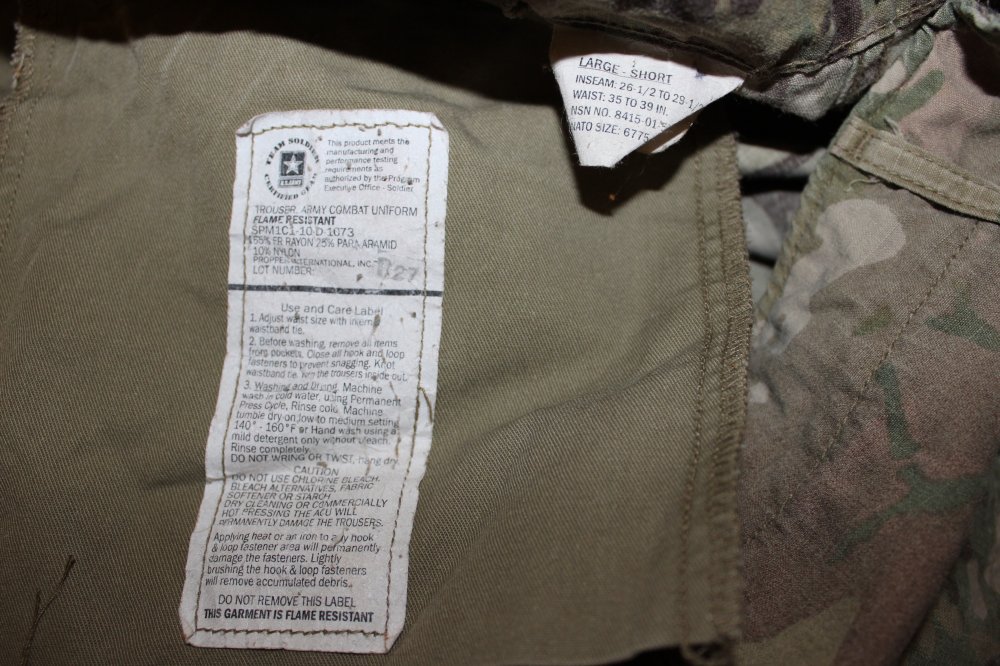 LARGE - SHORT
INSEAM: 26-1/2 TO 29-1/2
WAIST: 35 TO 39 IN.
NSN NO. 8415-01
NATO SIZE: 6775
TEAM SOLDIER
U.S. ARMY
CERTIFIED GEAR
This product meets the
manufacturing and
performance testing
requirements as
authorized by the Program
Executive Office - Soldier
TROUSER, ARMY COMBAT UNIFORM
FLAME RESISTANT
SPM1C1-10-D-1073
65% FR RAYON 25% PARA-ARAMID
10% NYLON
PROPPER INTERNATIONAL, INC.
LOT NUMBER:
B27
Use and Care Label
1. Adjust waist size with internal
waistband tie.
2. Before washing, remove all items
from pockets. Close all hook and loop
fasteners to prevent snagging. Knot
waistband tie. Turn the trousers inside out.
3. Washing and Drying. Machine
wash in cold water, using Permanent
Press Cycle, Rinse cold. Machine
tumble dry on low to medium setting
140° - 160°F or Hand wash using a
mild detergent only without bleach.
Rinse completely.
DO NOT WRING OR TWIST, hang dry
CAUTION
DO NOT USE CHLORINE BLEACH,
BLEACH ALTERNATIVES, FABRIC
SOFTENER OR STARCH
DRY CLEANING OR COMMERCIALLY
HOT PRESSING THE ACU WILL
PERMANENTLY DAMAGE THE TROUSERS.
Applying heat or an iron to any hook
& loop fastener area will permanently
damage the fasteners. Lightly
brushing the hook & loop fasteners
will remove accumulated debris.
DO NOT REMOVE THIS LABEL
THIS GARMENT IS FLAME RESISTANT